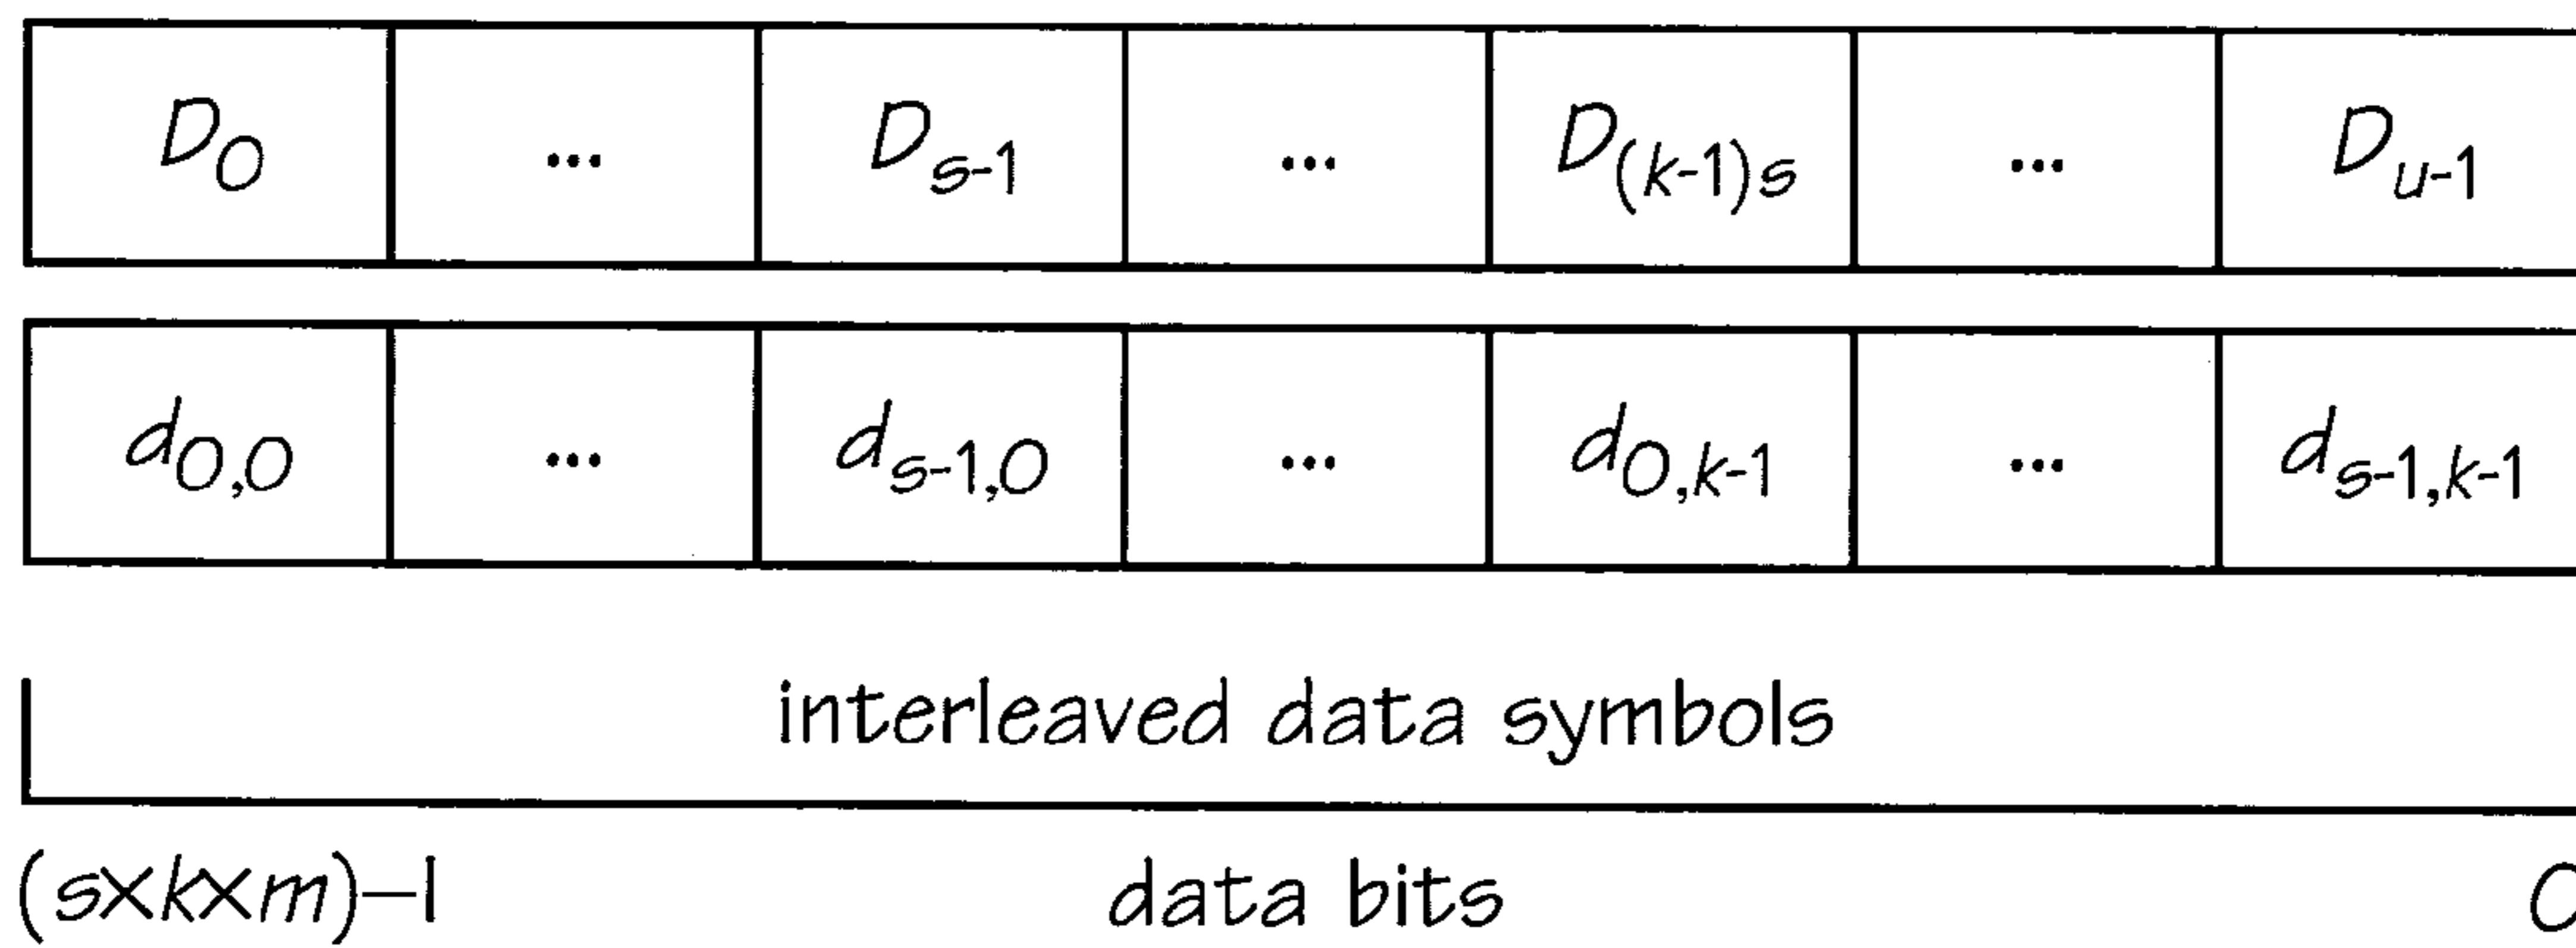 D₀ ... Dₛ₋₁ ... D₍ₖ₋₁₎ₛ ... Dᵤ₋₁
d₀,₀ ... dₛ₋₁,₀ ... d₀,ₖ₋₁ ... dₛ₋₁,ₖ₋₁
interleaved data symbols
(s×k×m)–1 data bits 0